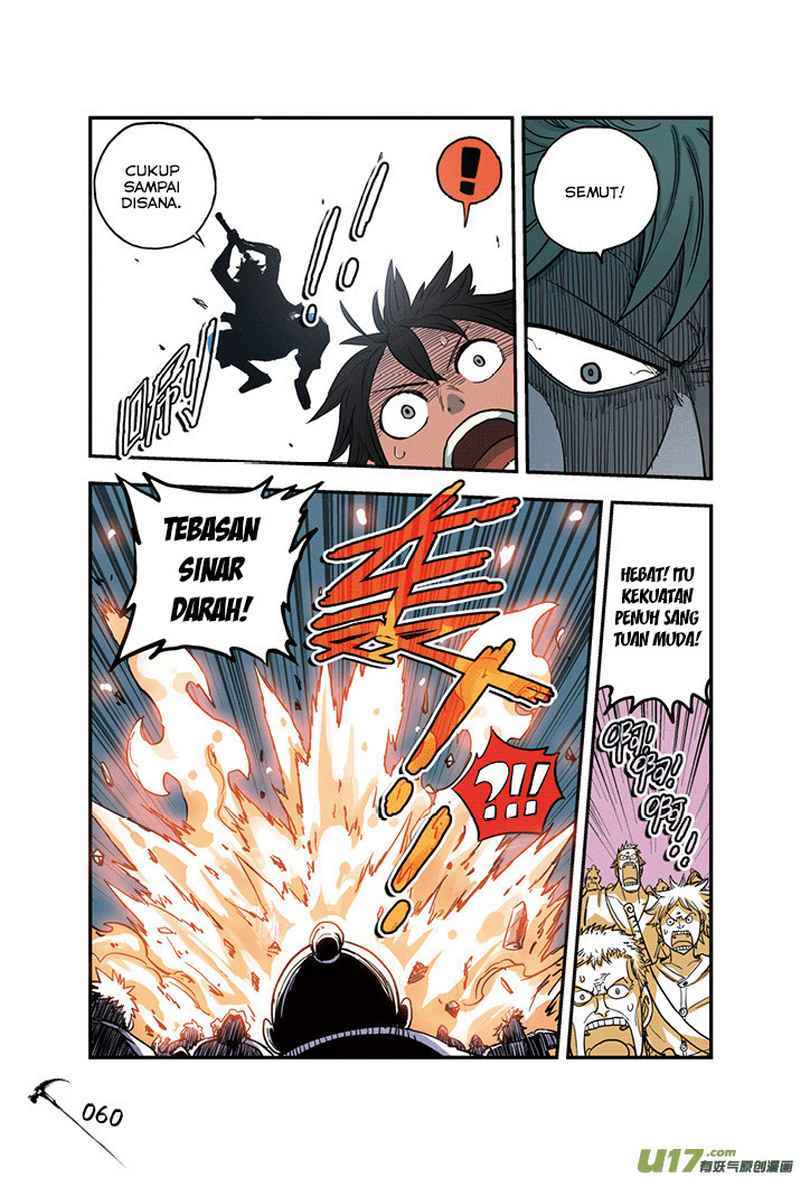 CUKUP
SAMPAI
DISANA.
!!
!
SEMUT!
TEBASAN
SINAR
DARAH!
轰!!
?!!
HEBAT! ITU
KEKUATAN
PENUH SANG
TUAN MUDA!
060
U17.com
有妖气原创漫画